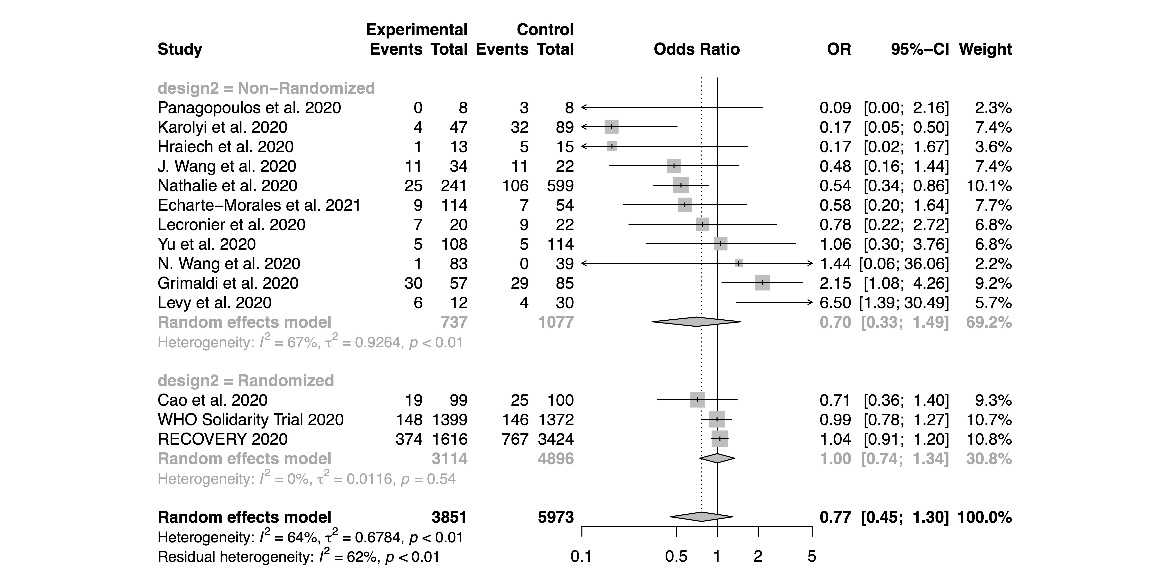 Experimental Control
Study Events Total Events Total Odds Ratio OR 95%−CI Weight
design2 = Non−Randomized
Panagopoulos et al. 2020 0 8 3 8 0.09 [0.00; 2.16] 2.3%
Karolyi et al. 2020 4 47 32 89 0.17 [0.05; 0.50] 7.4%
Hraiech et al. 2020 1 13 5 15 0.17 [0.02; 1.67] 3.6%
J. Wang et al. 2020 11 34 11 22 0.48 [0.16; 1.44] 7.4%
Nathalie et al. 2020 25 241 106 599 0.54 [0.34; 0.86] 10.1%
Echarte−Morales et al. 2021 9 114 7 54 0.58 [0.20; 1.64] 7.7%
Lecronier et al. 2020 7 20 9 22 0.78 [0.22; 2.72] 6.8%
Yu et al. 2020 5 108 5 114 1.06 [0.30; 3.76] 6.8%
N. Wang et al. 2020 1 83 0 39 1.44 [0.06; 36.06] 2.2%
Grimaldi et al. 2020 30 57 29 85 2.15 [1.08; 4.26] 9.2%
Levy et al. 2020 6 12 4 30 6.50 [1.39; 30.49] 5.7%
Random effects model 737 1077 0.70 [0.33; 1.49] 69.2%
Heterogeneity: I² = 67%, τ² = 0.9264, p < 0.01
design2 = Randomized
Cao et al. 2020 19 99 25 100 0.71 [0.36; 1.40] 9.3%
WHO Solidarity Trial 2020 148 1399 146 1372 0.99 [0.78; 1.27] 10.7%
RECOVERY 2020 374 1616 767 3424 1.04 [0.91; 1.20] 10.8%
Random effects model 3114 4896 1.00 [0.74; 1.34] 30.8%
Heterogeneity: I² = 0%, τ² = 0.0116, p = 0.54
Random effects model 3851 5973 0.77 [0.45; 1.30] 100.0%
Heterogeneity: I² = 64%, τ² = 0.6784, p < 0.01
Residual heterogeneity: I² = 62%, p < 0.01 0.1 0.5 1 2 5